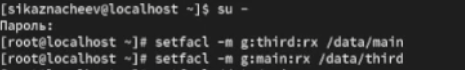 [sikaznacheev@localhost ~]$ su -
Пароль:
[root@localhost ~]# setfacl -m g:third:rx /data/main
[root@localhost ~]# setfacl -m g:main:rx /data/third